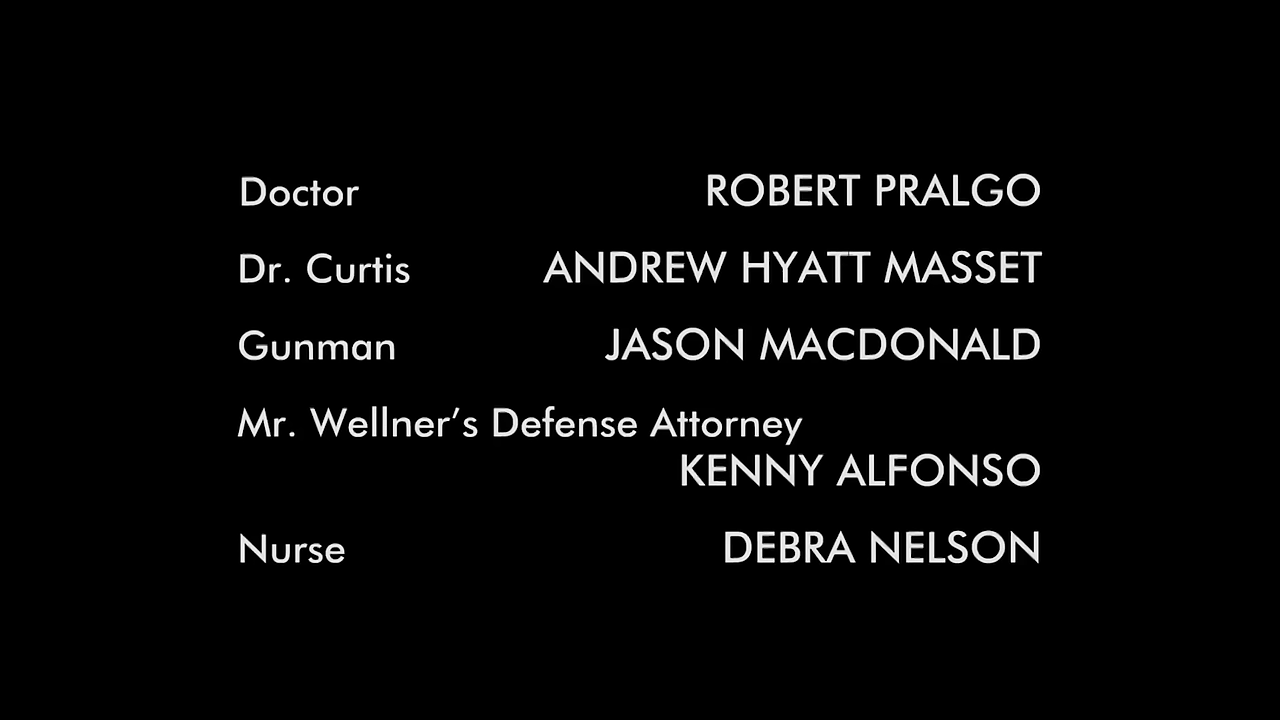 Doctor ROBERT PRALGO
Dr. Curtis ANDREW HYATT MASSET
Gunman JASON MACDONALD
Mr. Wellner’s Defense Attorney
KENNY ALFONSO
Nurse DEBRA NELSON